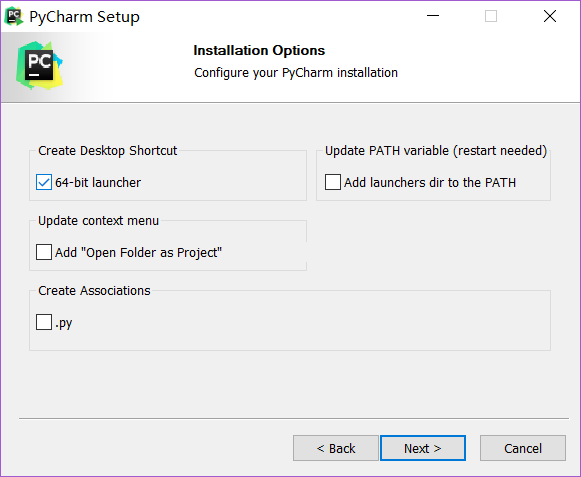 PyCharm Setup
PC
Installation Options
Configure your PyCharm installation
Create Desktop Shortcut
64-bit launcher
Update PATH variable (restart needed)
Add launchers dir to the PATH
Update context menu
Add "Open Folder as Project"
Create Associations
.py
< Back
Next >
Cancel